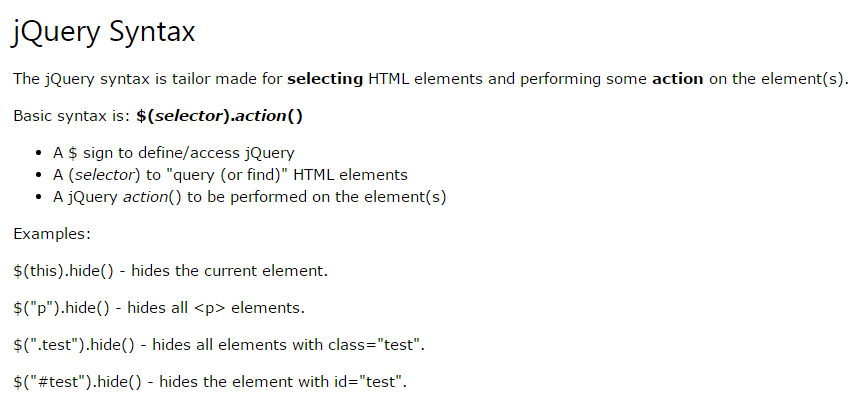 jQuery Syntax
The jQuery syntax is tailor made for selecting HTML elements and performing some action on the element(s).
Basic syntax is: $(selector).action()
• A $ sign to define/access jQuery
• A (selector) to "query (or find)" HTML elements
• A jQuery action() to be performed on the element(s)
Examples:
$(this).hide() - hides the current element.
$("p").hide() - hides all <p> elements.
$(".test").hide() - hides all elements with class="test".
$("#test").hide() - hides the element with id="test".